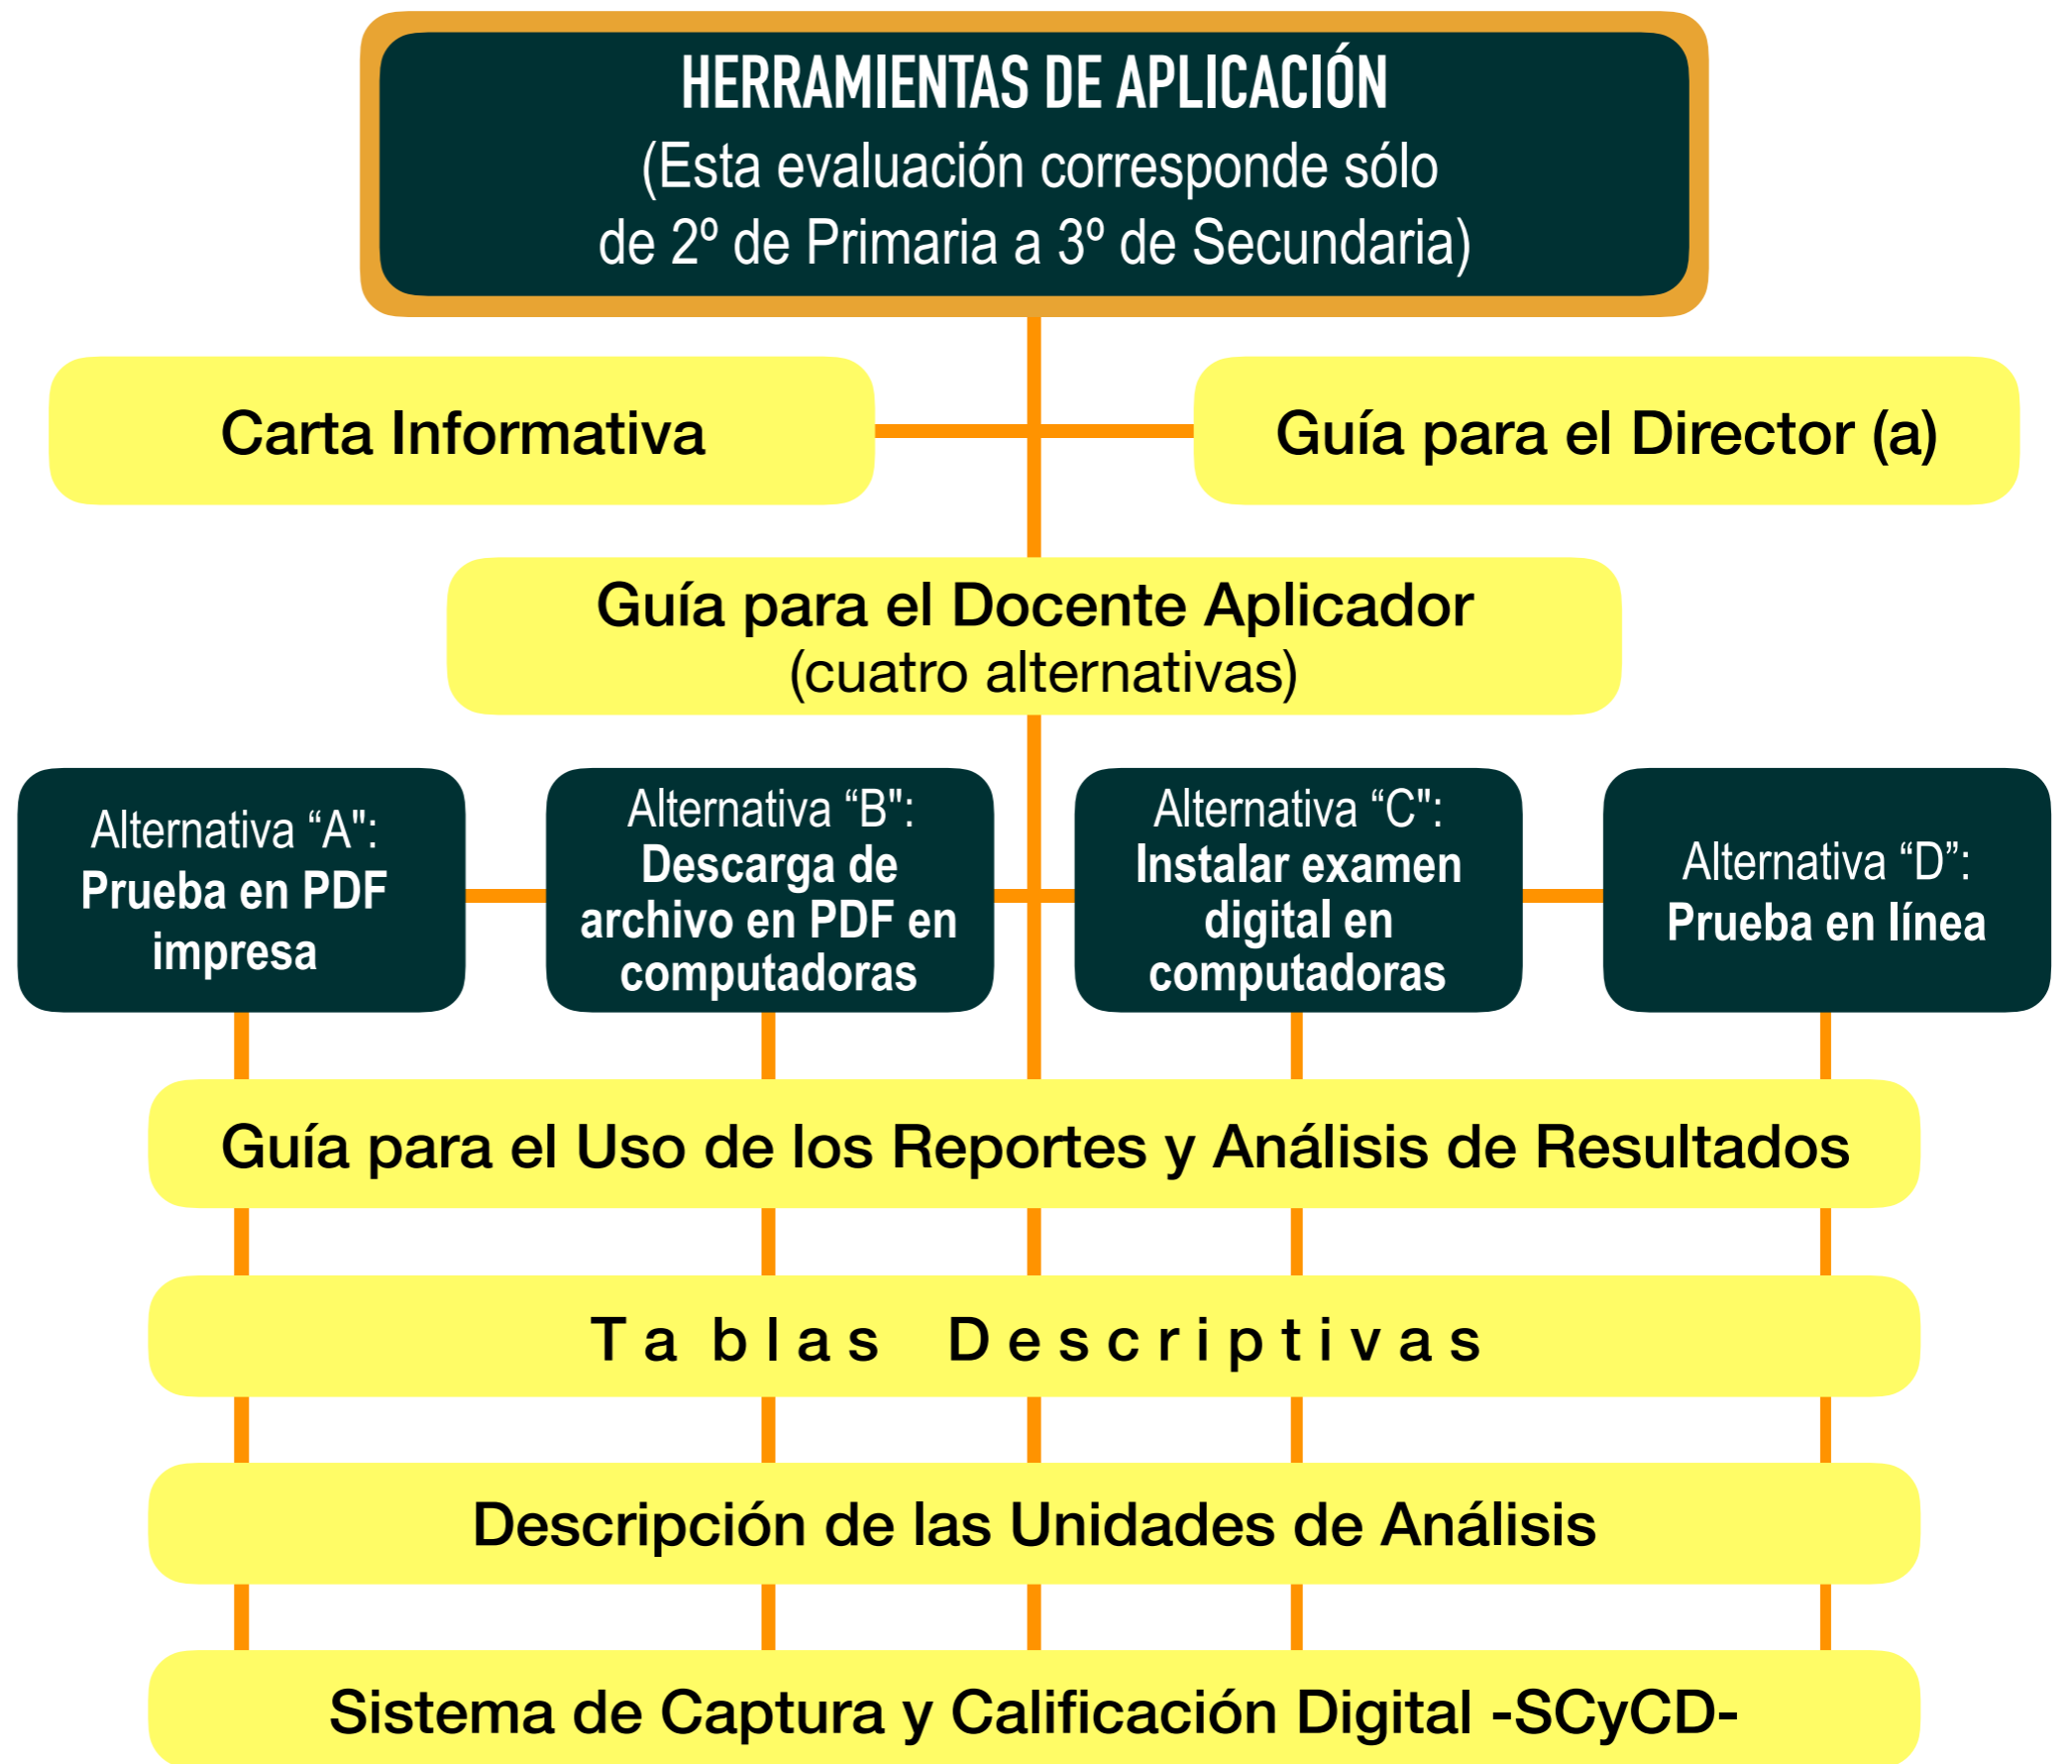 HERRAMIENTAS DE APLICACIÓN
(Esta evaluación corresponde sólo
de 2º de Primaria a 3º de Secundaria)
Carta Informativa
Guía para el Director (a)
Guía para el Docente Aplicador
(cuatro alternativas)
Alternativa “A":
Prueba en PDF
impresa
Alternativa “B":
Descarga de
archivo en PDF en
computadoras
Alternativa “C":
Instalar examen
digital en
computadoras
Alternativa “D”:
Prueba en línea
Guía para el Uso de los Reportes y Análisis de Resultados
Tablas Descriptivas
Descripción de las Unidades de Análisis
Sistema de Captura y Calificación Digital -SCyCD-